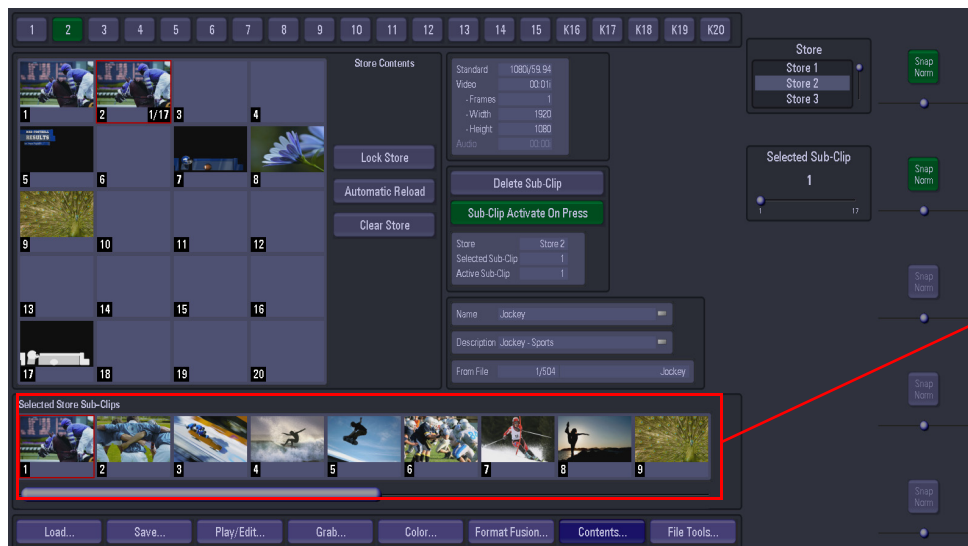 1 2 3 4 5 6 7 8 9 10 11 12 13 14 15 K16 K17 K18 K19 K20
Store Contents
1 2 1/17 3 4
5 6 7 8
9 10 11 12
13 14 15 16
17 18 19 20
RESULTS
Lock Store
Automatic Reload
Clear Store
Standard 1080i/59.94
Video 00:01i
- Frames 1
- Width 1920
- Height 1080
Audio 00:00i
Delete Sub-Clip
Sub-Clip Activate On Press
Store Store 2
Selected Sub-Clip 1
Active Sub-Clip 1
Name Jockey
Description Jockey - Sports
From File 1/504 Jockey
Store
Store 1
Store 2
Store 3
Selected Sub-Clip
1
1 17
Snap
Norm
Snap
Norm
Snap
Norm
Snap
Norm
Snap
Norm
Selected Store Sub-Clips
1 2 3 4 5 6 7 8 9
Load... Save... Play/Edit... Grab... Color... Format Fusion... Contents... File Tools...